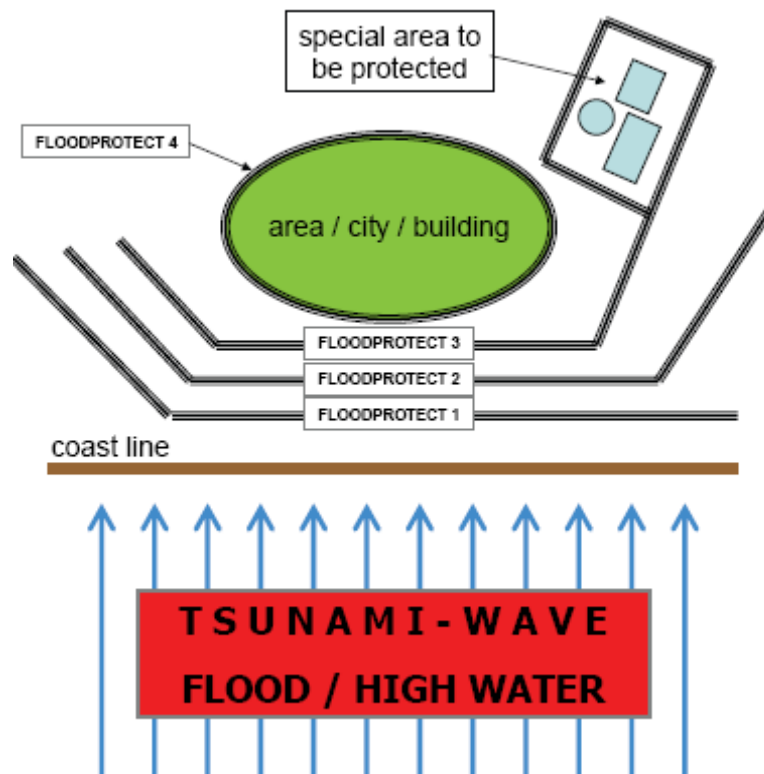 special area to
be protected
FLOODPROTECT 4
area / city / building
FLOODPROTECT 3
FLOODPROTECT 2
FLOODPROTECT 1
coast line
TSUNAMI-WAVE
FLOOD / HIGH WATER